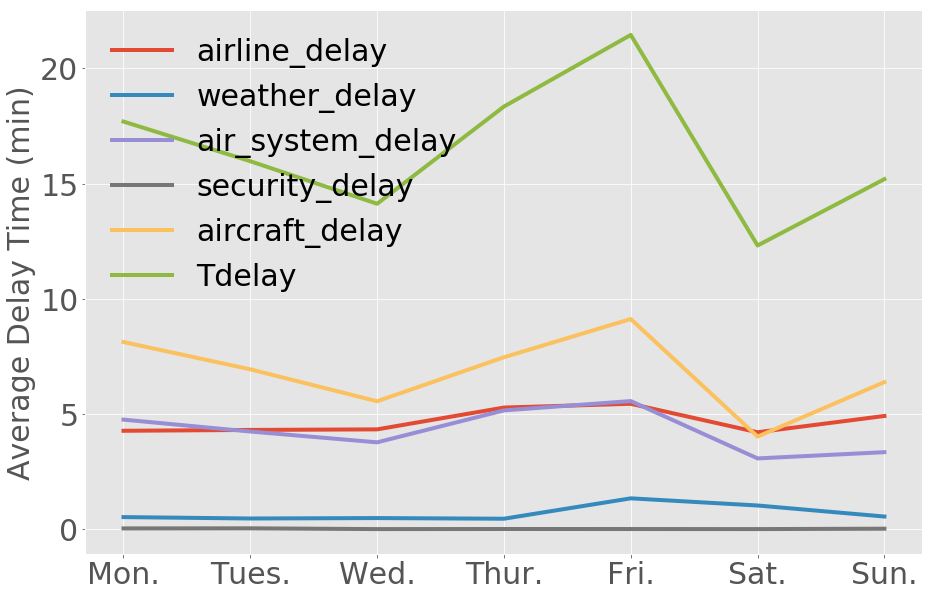 airline_delay
weather_delay
air_system_delay
security_delay
aircraft_delay
Tdelay
Average Delay Time (min)
20
15
10
5
0
Mon. Tues. Wed. Thur. Fri. Sat. Sun.